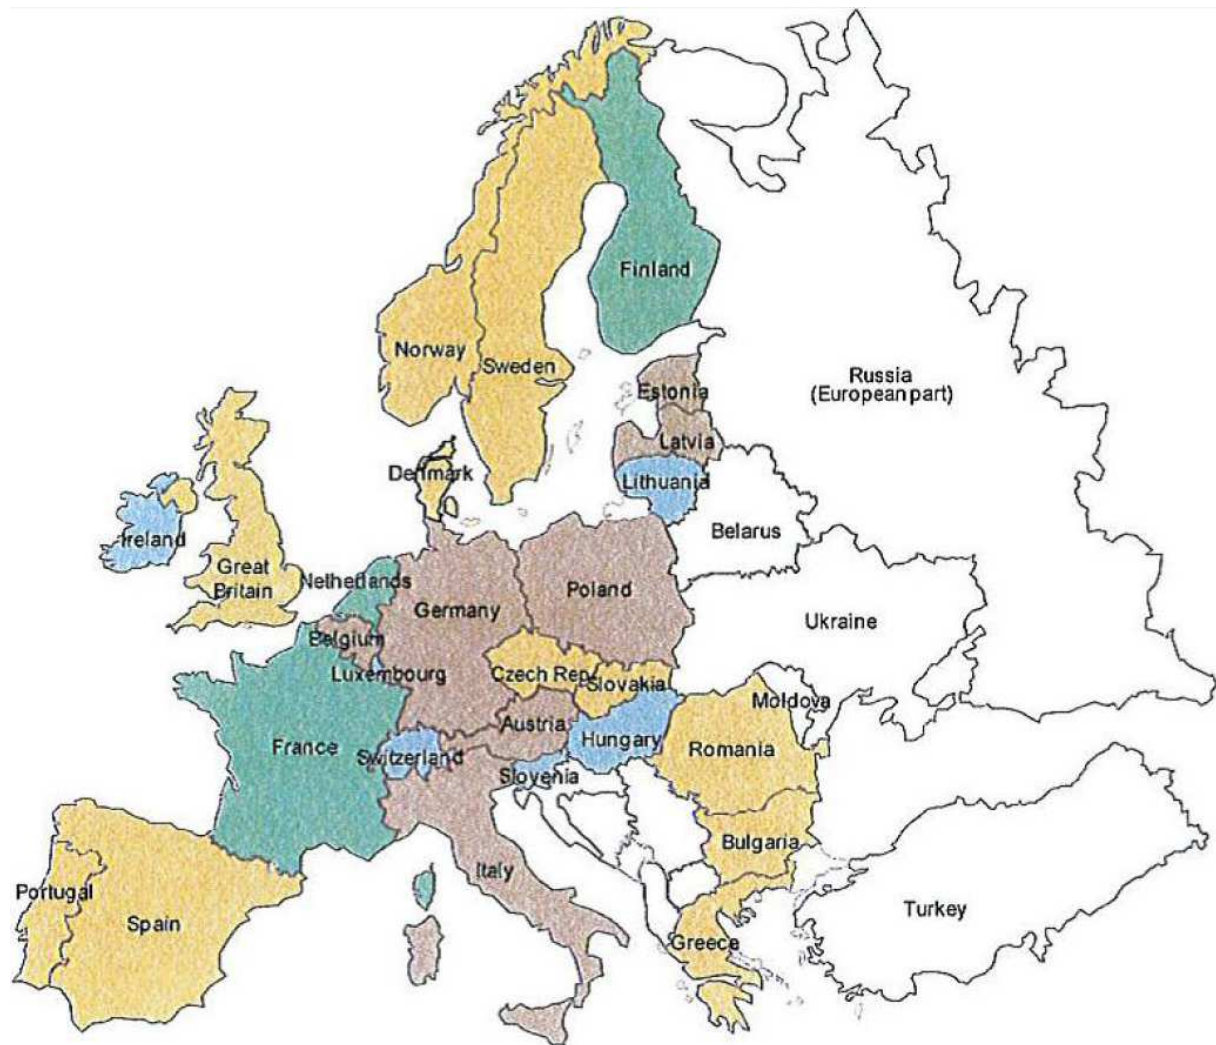 Finland
Norway
Sweden
Estonia
Russia
(European part)
Latvia
Denmark
Lithuania
Ireland
Belarus
Great
Britain
Netherlands
Germany
Poland
Ukraine
Belgium
Luxembourg
Czech Rep.
Slovakia
Moldova
Austria
France
Switzerland
Hungary
Romania
Slovenia
Bulgaria
Italy
Portugal
Spain
Greece
Turkey